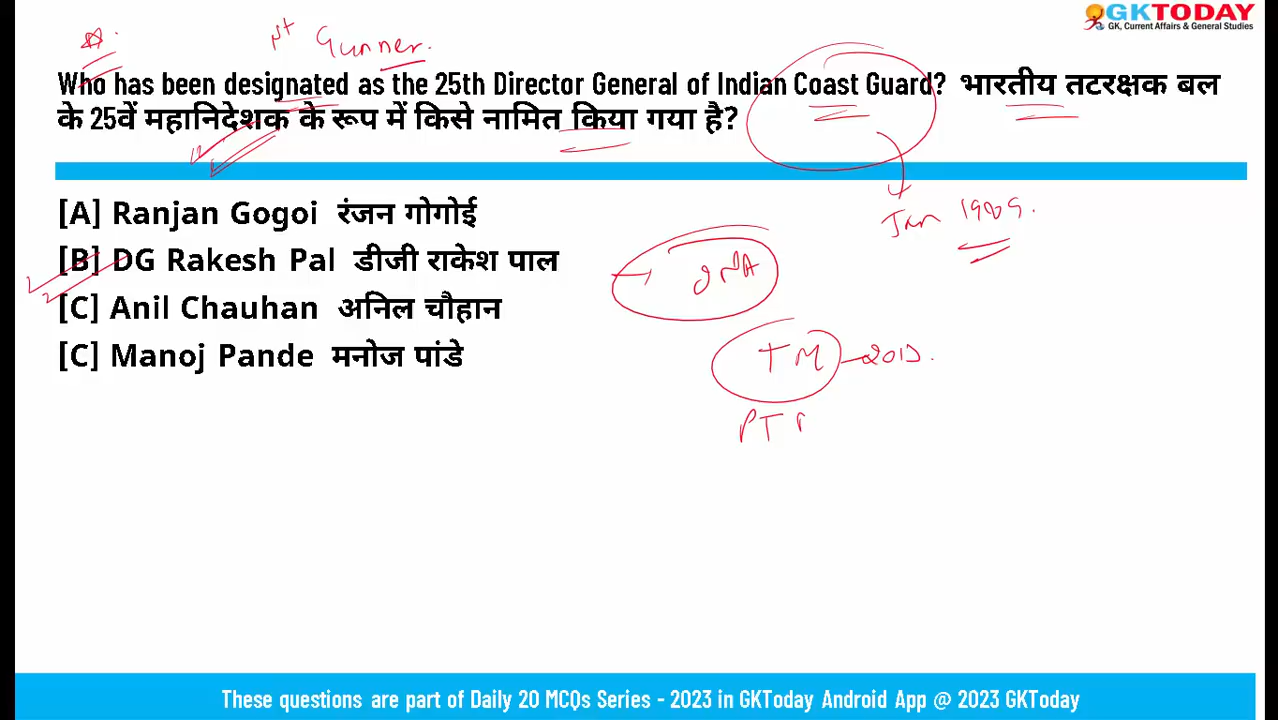 GKTODAY
GK, Current Affairs & General Studies
1st Gunner.
Who has been designated as the 25th Director General of Indian Coast Guard? भारतीय तटरक्षक बल
के 25वें महानिदेशक के रूप में किसे नामित किया गया है?
[A] Ranjan Gogoi रंजन गोगोई
Jan 1989.
[B] DG Rakesh Pal डीजी राकेश पाल
INA
[C] Anil Chauhan अनिल चौहान
[C] Manoj Pande मनोज पांडे
TM
PT
These questions are part of Daily 20 MCQs Series - 2023 in GKToday Android App @ 2023 GKToday